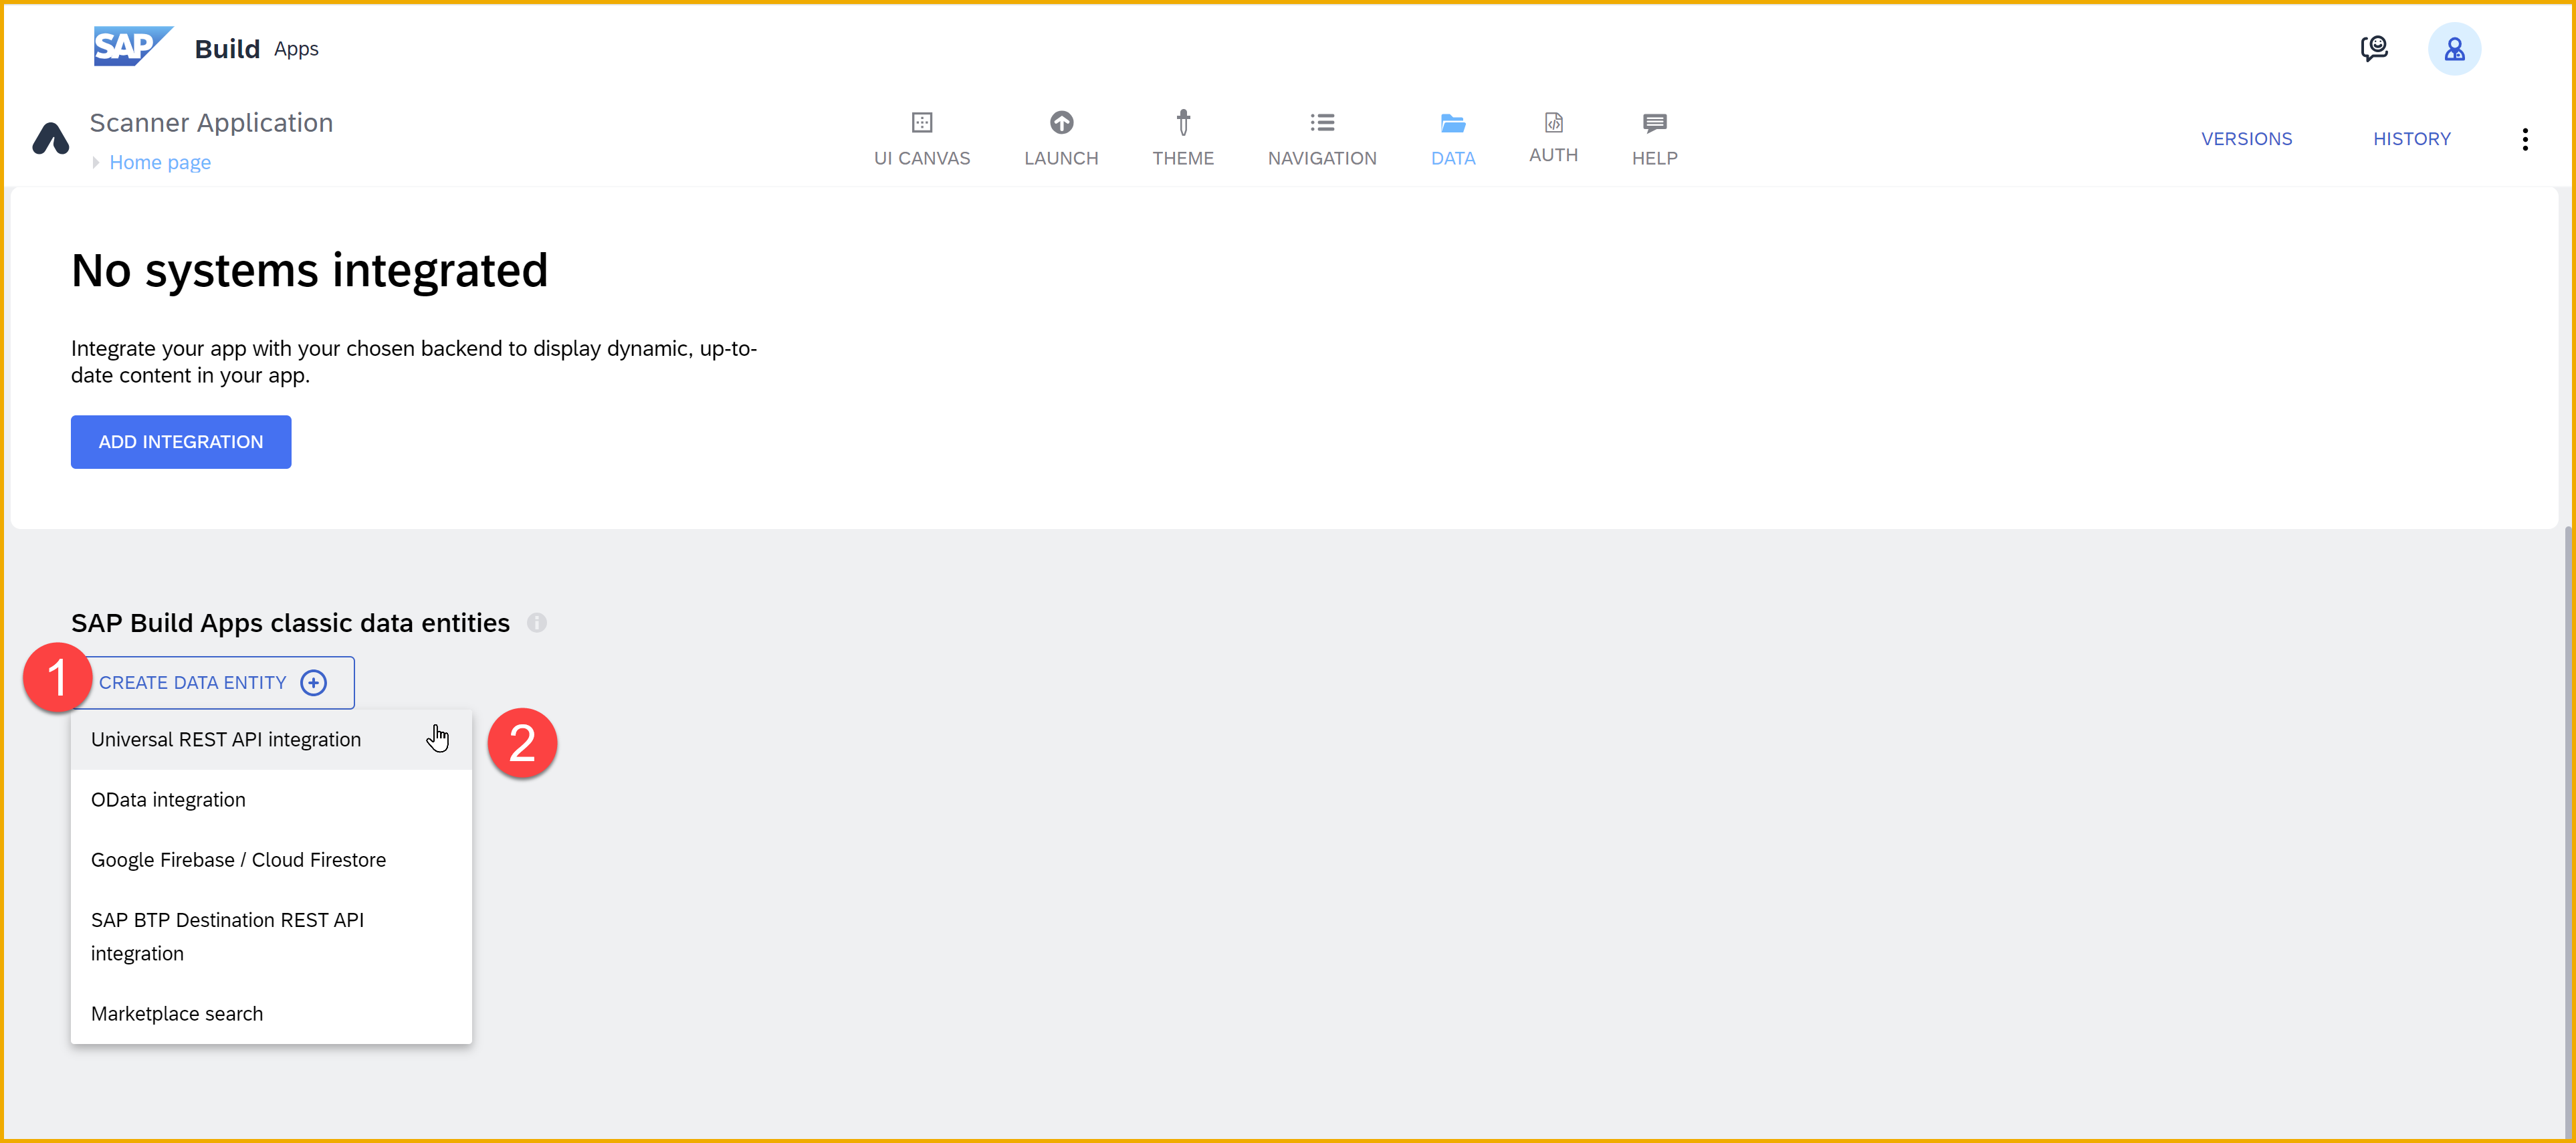 SAP Build Apps
Scanner Application
Home page
UI CANVAS
LAUNCH
THEME
NAVIGATION
DATA
AUTH
HELP
VERSIONS
HISTORY
No systems integrated
Integrate your app with your chosen backend to display dynamic, up-to-
date content in your app.
ADD INTEGRATION
SAP Build Apps classic data entities
1
CREATE DATA ENTITY
Universal REST API integration
2
OData integration
Google Firebase / Cloud Firestore
SAP BTP Destination REST API
integration
Marketplace search